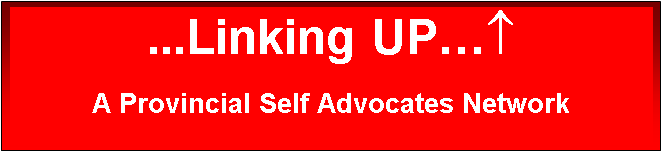 ...Linking UP...↑
A Provincial Self Advocates Network